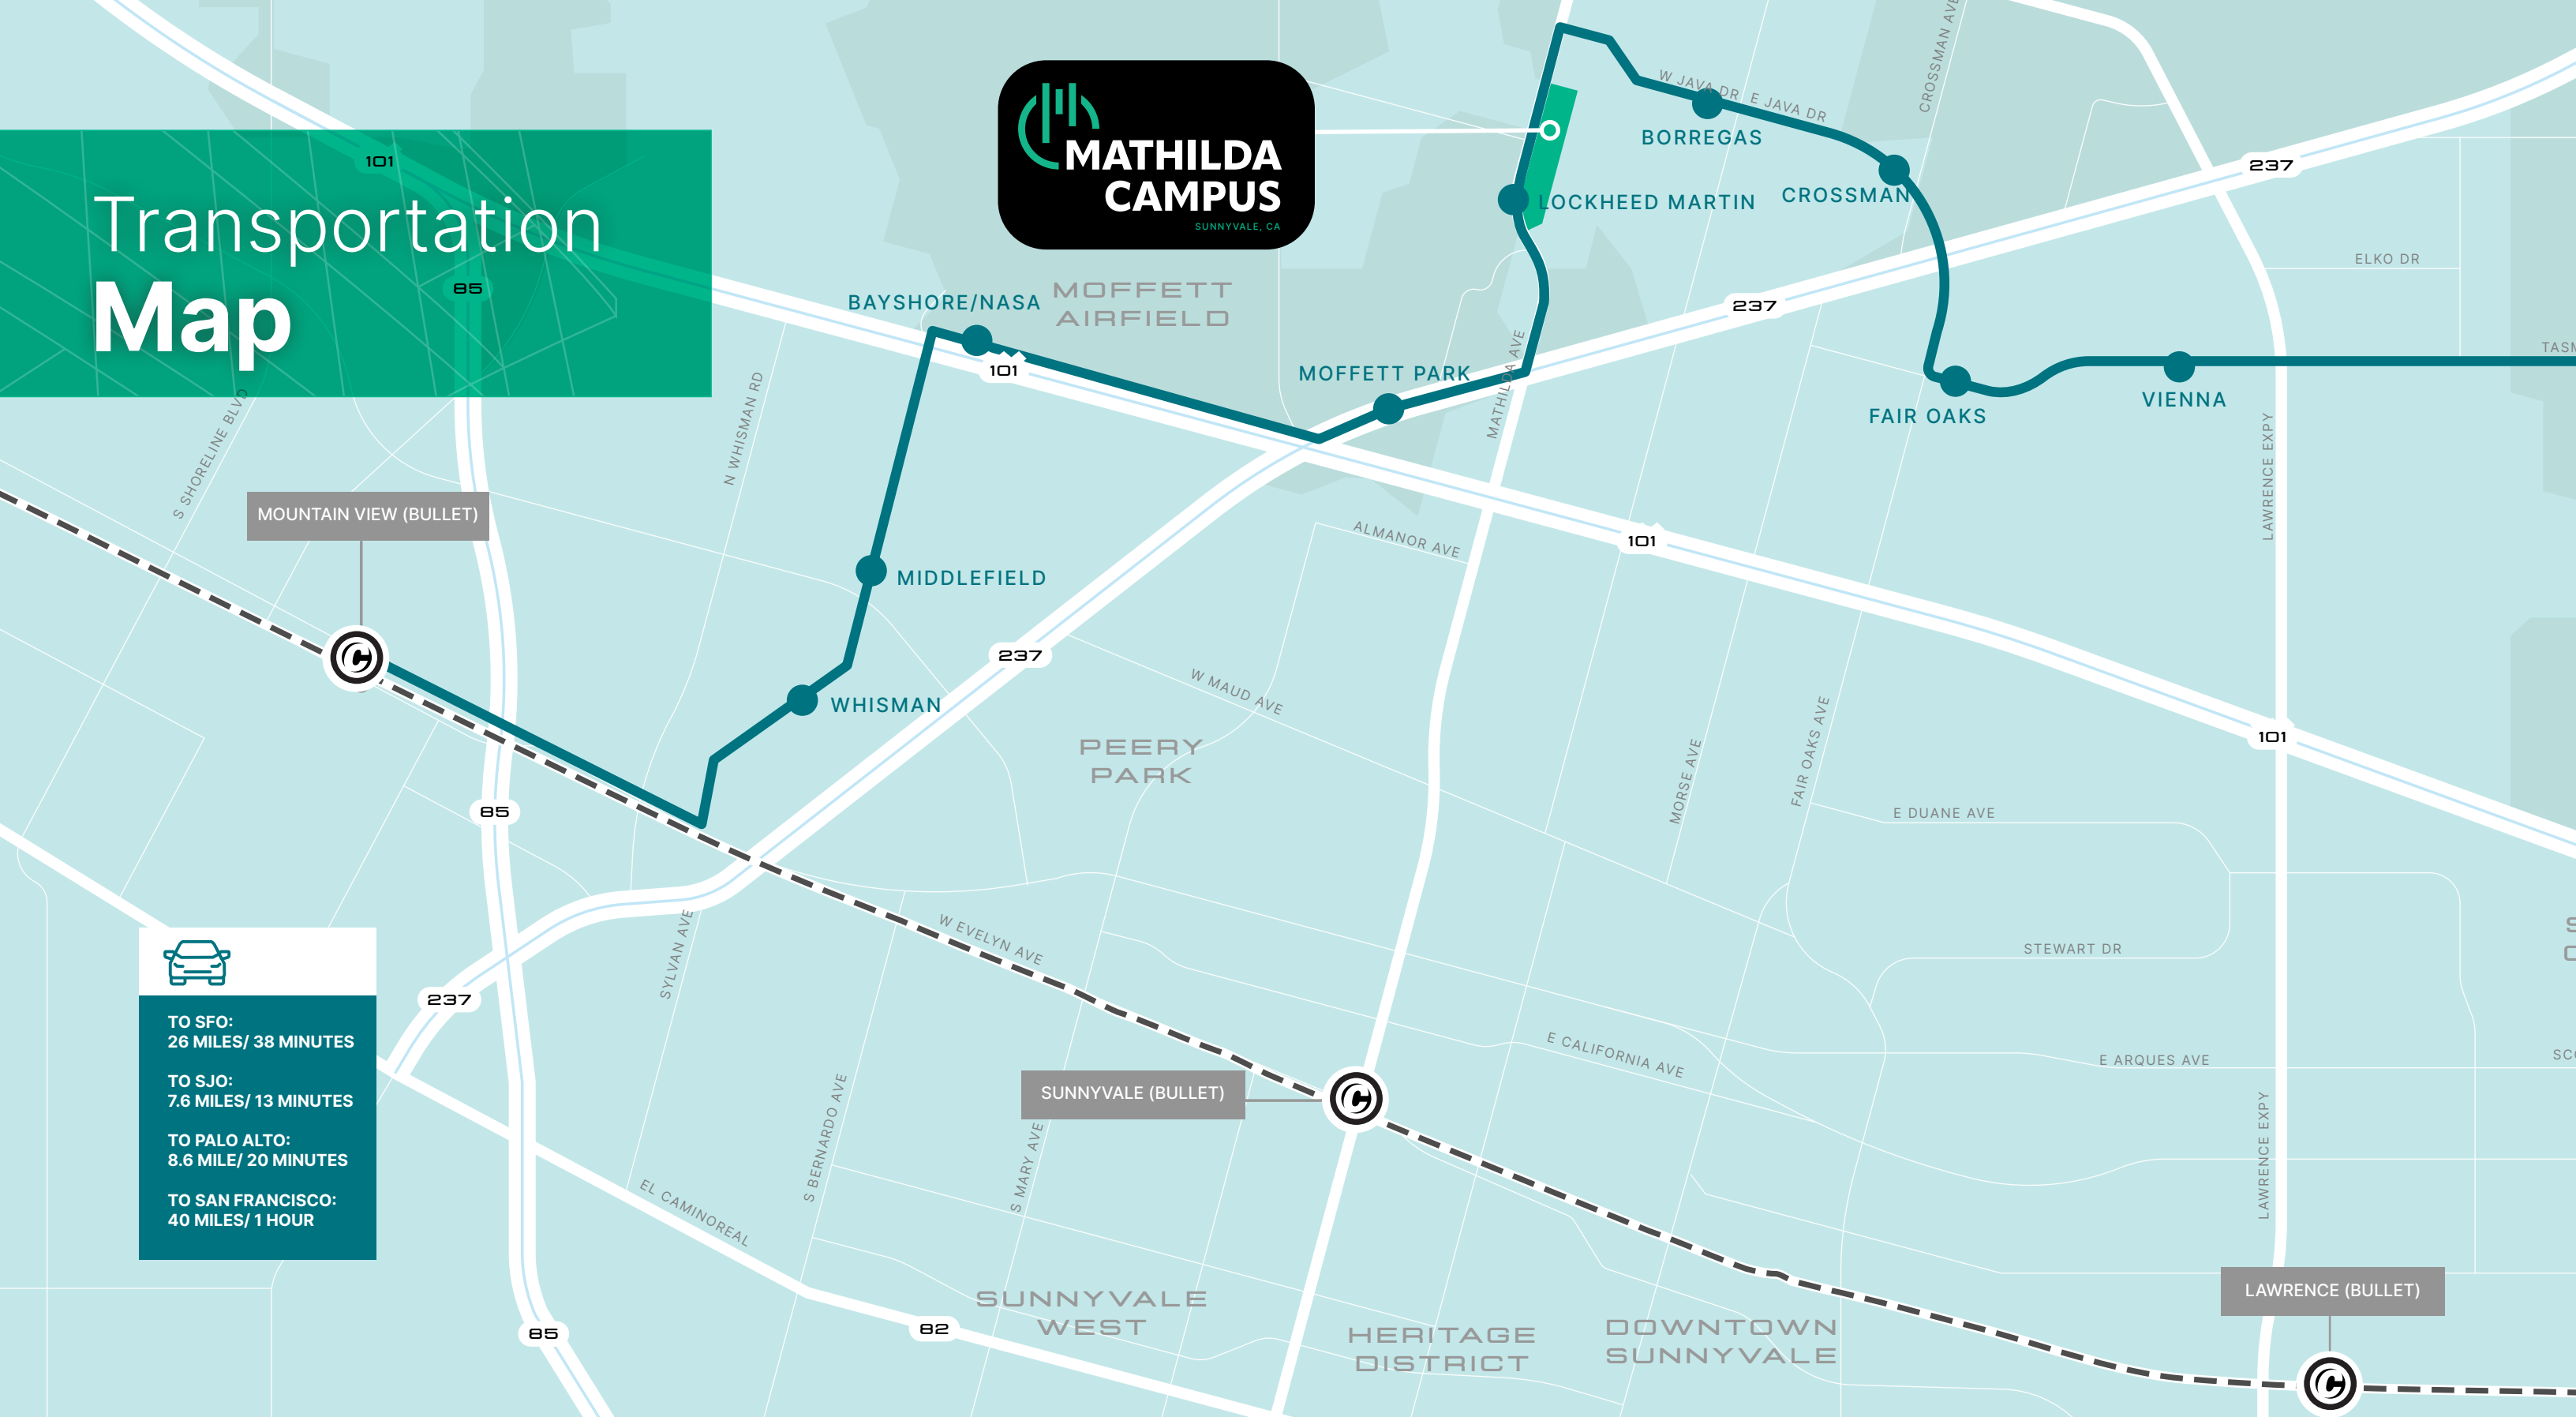 Transportation
Map
101
85
MATHILDA
CAMPUS
SUNNYVALE, CA
W JAVA DR
E JAVA DR
CROSSMAN AVE
BORREGAS
LOCKHEED MARTIN
CROSSMAN
237
ELKO DR
BAYSHORE/NASA
MOFFETT
AIRFIELD
101
237
MOFFETT PARK
MATHILDA AVE
FAIR OAKS
VIENNA
LAWRENCE EXPY
S SHORELINE BLVD
N WHISMAN RD
MOUNTAIN VIEW (BULLET)
ALMANOR AVE
101
MIDDLEFIELD
237
W MAUD AVE
WHISMAN
PEERY
PARK
MORSE AVE
FAIR OAKS AVE
101
85
E DUANE AVE
SYLVAN AVE
W EVELYN AVE
STEWART DR
237
TO SFO:
26 MILES/ 38 MINUTES
TO SJO:
7.6 MILES/ 13 MINUTES
TO PALO ALTO:
8.6 MILE/ 20 MINUTES
TO SAN FRANCISCO:
40 MILES/ 1 HOUR
SUNNYVALE (BULLET)
E CALIFORNIA AVE
E ARQUES AVE
S BERNARDO AVE
S MARY AVE
EL CAMINOREAL
LAWRENCE EXPY
LAWRENCE (BULLET)
SUNNYVALE
WEST
82
85
HERITAGE
DISTRICT
DOWNTOWN
SUNNYVALE